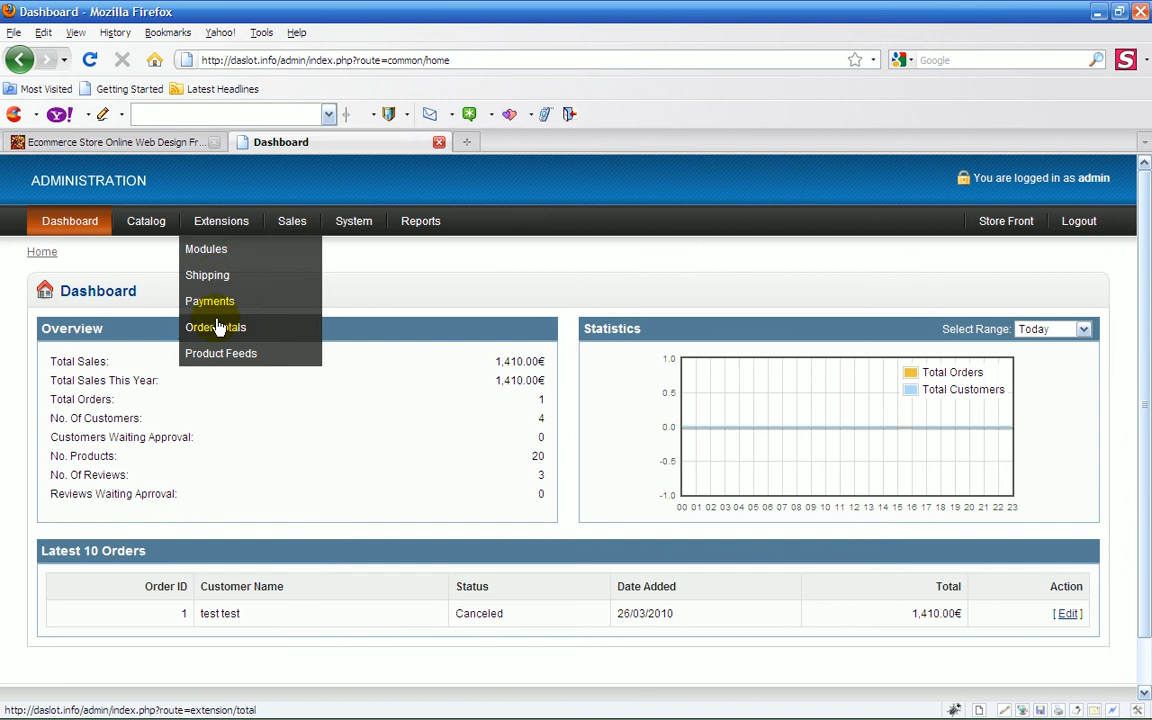 Dashboard - Mozilla Firefox
File Edit View History Bookmarks Yahoo! Tools Help
http://daslot.info/admin/index.php?route=common/home
Google
S
Most Visited Getting Started Latest Headlines
Y!
Ecommerce Store Online Web Design Fr...
Dashboard
ADMINISTRATION
You are logged in as admin
Dashboard Catalog Extensions Sales System Reports Store Front Logout
Home
Modules
Shipping
Payments
Product Feeds
Dashboard
Overview
Total Sales: 1,410.00€
Total Sales This Year: 1,410.00€
Total Orders: 1
No. Of Customers: 4
Customers Waiting Approval: 0
No. Products: 20
No. Of Reviews: 3
Reviews Waiting Aprroval: 0
Statistics
Select Range: Today
Total Orders
Total Customers
1.0
0.5
0.0
-0.5
-1.0
00 01 02 03 04 05 06 07 08 09 10 11 12 13 14 15 16 17 18 19 20 21 22 23
Latest 10 Orders
Order ID Customer Name Status Date Added Total Action
1 test test Canceled 26/03/2010 1,410.00€ [ Edit ]
http://daslot.info/admin/index.php?route=extension/total